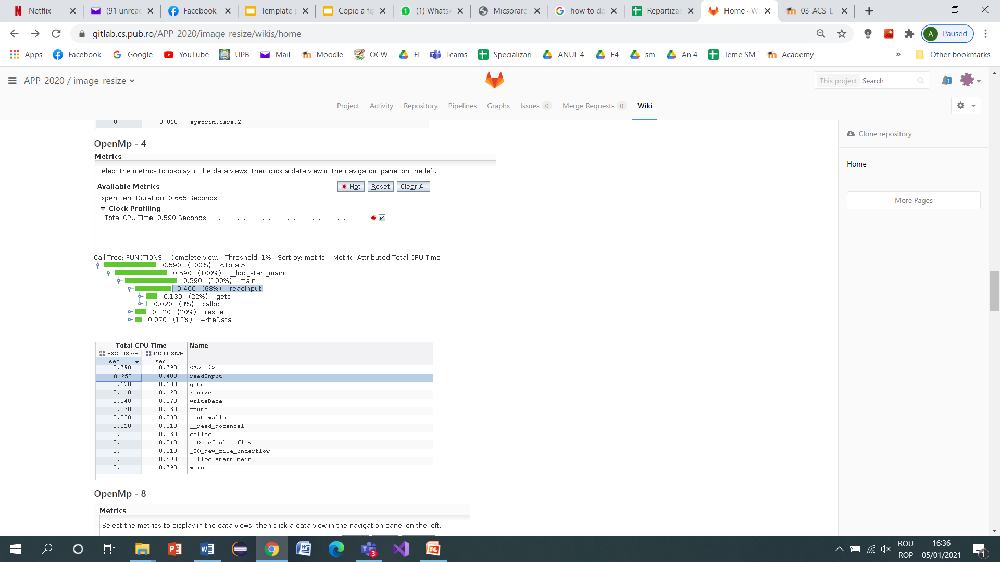 Netflix
(91 unread
Facebook
Template p
Copie a fiș
(1) WhatsA
Micsorare
how to do
Repartizar
Home · W
03-ACS-L-
gitlab.cs.pub.ro/APP-2020/image-resize/wikis/home
A Paused
Apps Facebook Google YouTube UPB Mail Moodle OCW FI Teams Specializari ANUL 4 F4 sm An 4 Teme SM Academy » Other bookmarks
APP-2020 / image-resize
This project Search
1
Project Activity Repository Pipelines Graphs Issues 0 Merge Requests 0 Wiki
0. 0.010 systrim.isra.2
Clone repository
Home
More Pages
OpenMp - 4
Metrics
Select the metrics to display in the data views, then click a data view in the navigation panel on the left.
Available Metrics Hot Reset Clear All
Experiment Duration: 0.665 Seconds
Clock Profiling
Total CPU Time: 0.590 Seconds . . . . . . . . . . . . . . . . . . . . . . .
Call Tree: FUNCTIONS. Complete view. Threshold: 1% Sort by: metric. Metric: Attributed Total CPU Time
0.590 (100%) <Total>
0.590 (100%) __libc_start_main
0.590 (100%) main
0.400 (68%) readInput
0.130 (22%) getc
0.020 (3%) calloc
0.120 (20%) resize
0.070 (12%) writeData
Total CPU Time Name
EXCLUSIVE INCLUSIVE
sec. sec.
0.590 0.590 <Total>
0.250 0.400 readInput
0.120 0.130 getc
0.110 0.120 resize
0.040 0.070 writeData
0.030 0.030 fputc
0.030 0.030 _int_malloc
0.010 0.010 __read_nocancel
0. 0.030 calloc
0. 0.010 _IO_default_uflow
0. 0.010 _IO_new_file_underflow
0. 0.590 __libc_start_main
0. 0.590 main
OpenMp - 8
Metrics
Select the metrics to display in the data views, then click a data view in the navigation panel on the left.
3
ROU 16:36
ROP 05/01/2021
1